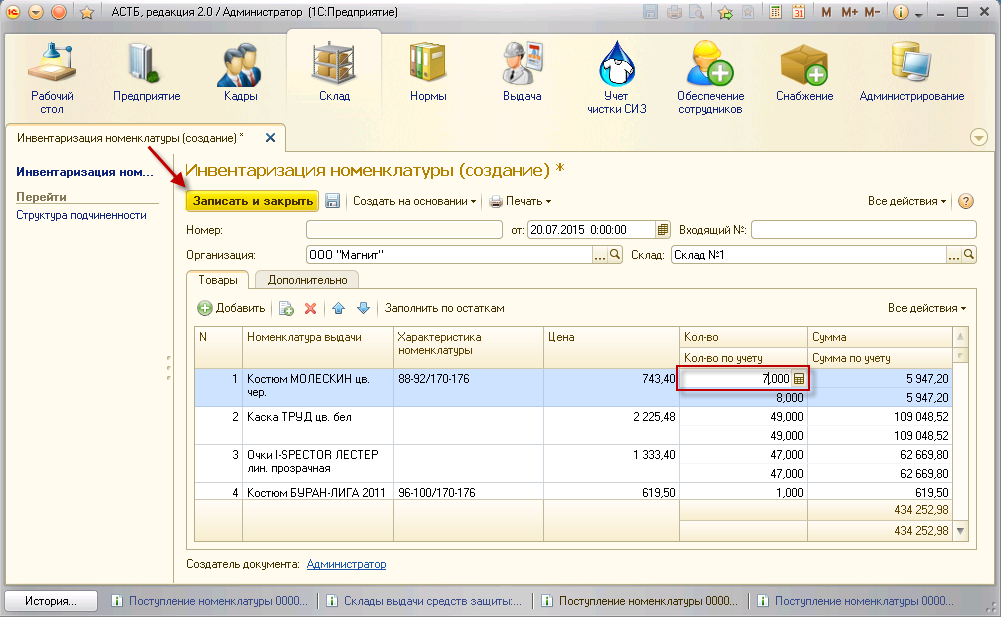 АСТБ, редакция 2.0 / Администратор (1С:Предприятие)
M M+ M-
Рабочий стол
Предприятие
Кадры
Склад
Нормы
Выдача
Учет чистки СИЗ
Обеспечение сотрудников
Снабжение
Администрирование
Инвентаризация номенклатуры (создание) *
Инвентаризация ном...
Перейти
Структура подчиненности
Инвентаризация номенклатуры (создание) *
Записать и закрыть Создать на основании Печать Все действия
Номер: от: 20.07.2015 0:00:00 Входящий №:
Организация: ООО "Магнит" ... Склад: Склад №1 ...
Товары Дополнительно
Добавить Заполнить по остаткам Все действия
N Номенклатура выдачи Характеристика номенклатуры Цена Кол-во Сумма
Кол-во по учету Сумма по учету
1 Костюм МОЛЕСКИН цв. чер. 88-92/170-176 743,40 7,000 5 947,20
8,000 5 947,20
2 Каска ТРУД цв. бел 2 225,48 49,000 109 048,52
49,000 109 048,52
3 Очки I-SPECTOR ЛЕСТЕР лин. прозрачная 1 333,40 47,000 62 669,80
47,000 62 669,80
4 Костюм БУРАН-ЛИГА 2011 96-100/170-176 619,50 1,000 619,50
434 252,98
434 252,98
Создатель документа: Администратор
История... Поступление номенклатуры 0000... Склады выдачи средств защиты:... Поступление номенклатуры 0000... Поступление номенклатуры 0000...